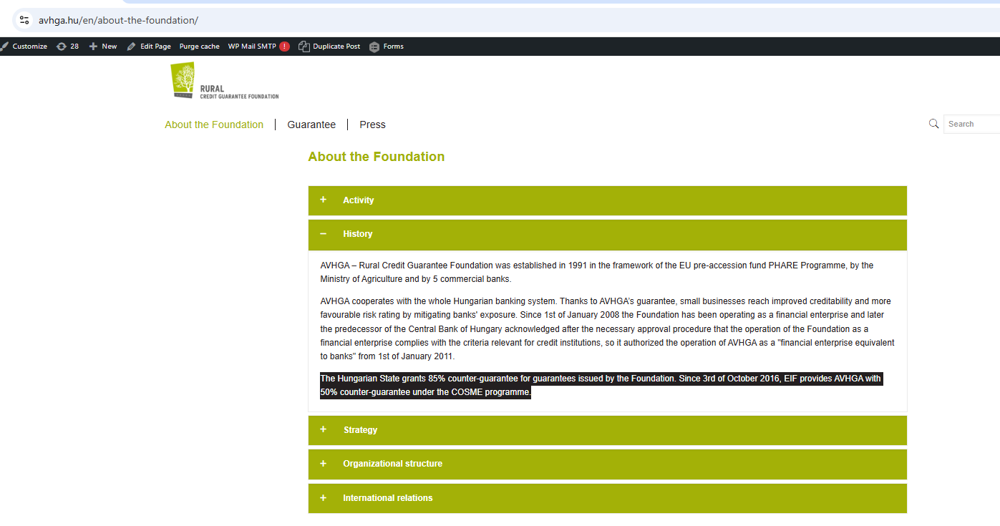 avhga.hu/en/about-the-foundation/
Customize 28 + New Edit Page Purge cache WP Mail SMTP ! Duplicate Post Forms
RURAL
CREDIT GUARANTEE FOUNDATION
About the Foundation | Guarantee | Press
Search
About the Foundation
+ Activity
− History
AVHGA – Rural Credit Guarantee Foundation was established in 1991 in the framework of the EU pre-accession fund PHARE Programme, by the
Ministry of Agriculture and by 5 commercial banks.
AVHGA cooperates with the whole Hungarian banking system. Thanks to AVHGA's guarantee, small businesses reach improved creditability and more
favourable risk rating by mitigating banks' exposure. Since 1st of January 2008 the Foundation has been operating as a financial enterprise and later
the predecessor of the Central Bank of Hungary acknowledged after the necessary approval procedure that the operation of the Foundation as a
financial enterprise complies with the criteria relevant for credit institutions, so it authorized the operation of AVHGA as a "financial enterprise equivalent
to banks" from 1st of January 2011.
The Hungarian State grants 85% counter-guarantee for guarantees issued by the Foundation. Since 3rd of October 2016, EIF provides AVHGA with
50% counter-guarantee under the COSME programme.
+ Strategy
+ Organizational structure
+ International relations